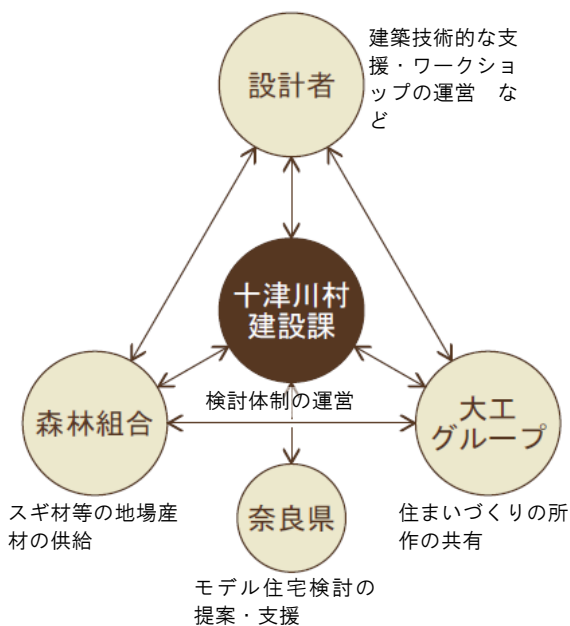 建築技術的な支
援・ワークショ
ップの運営　な
ど
設計者
十津川村
建設課
検討体制の運営
森林組合
スギ材等の地場産
材の供給
大工
グループ
住まいづくりの所
作の共有
奈良県
モデル住宅検討の
提案・支援